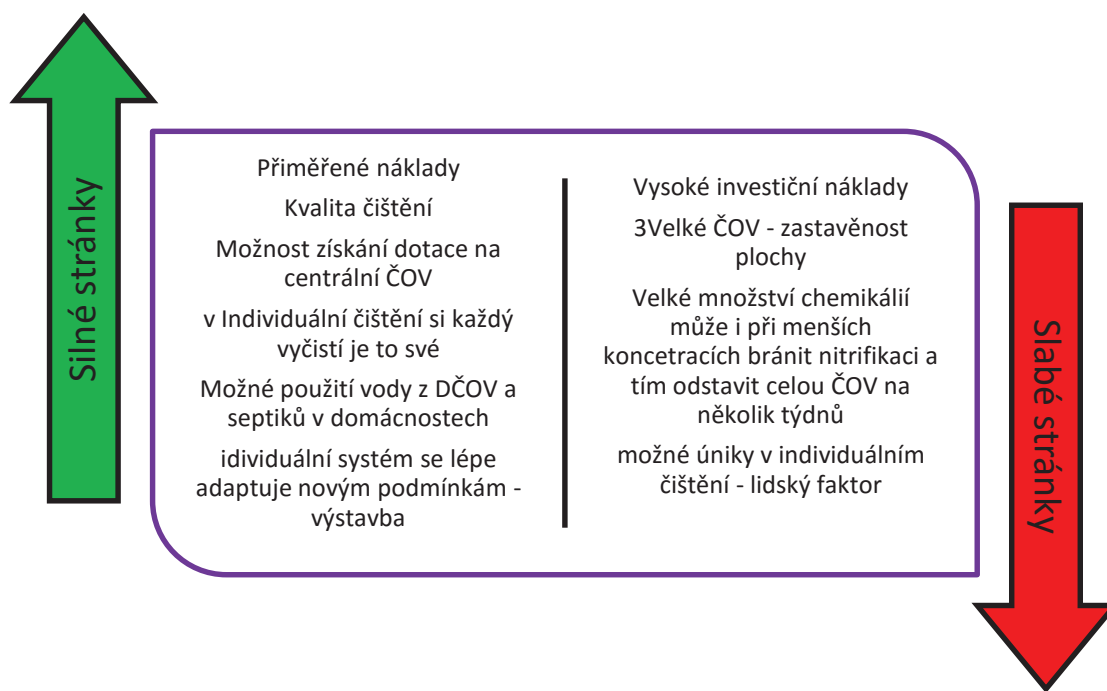 Silné stránky
Přiměřené náklady
Kvalita čištění
Možnost získání dotace na
centrální ČOV
v Individuální čištění si každý
vyčistí je to své
Možné použití vody z DČOV a
septiků v domácnostech
idividuální systém se lépe
adaptuje novým podmínkám -
výstavba
Vysoké investiční náklady
3Velké ČOV - zastavěnost
plochy
Velké množství chemikálií
může i při menších
koncetracích bránit nitrifikaci a
tím odstavit celou ČOV na
několik týdnů
možné úniky v individuálním
čištění - lidský faktor
Slabé stránky